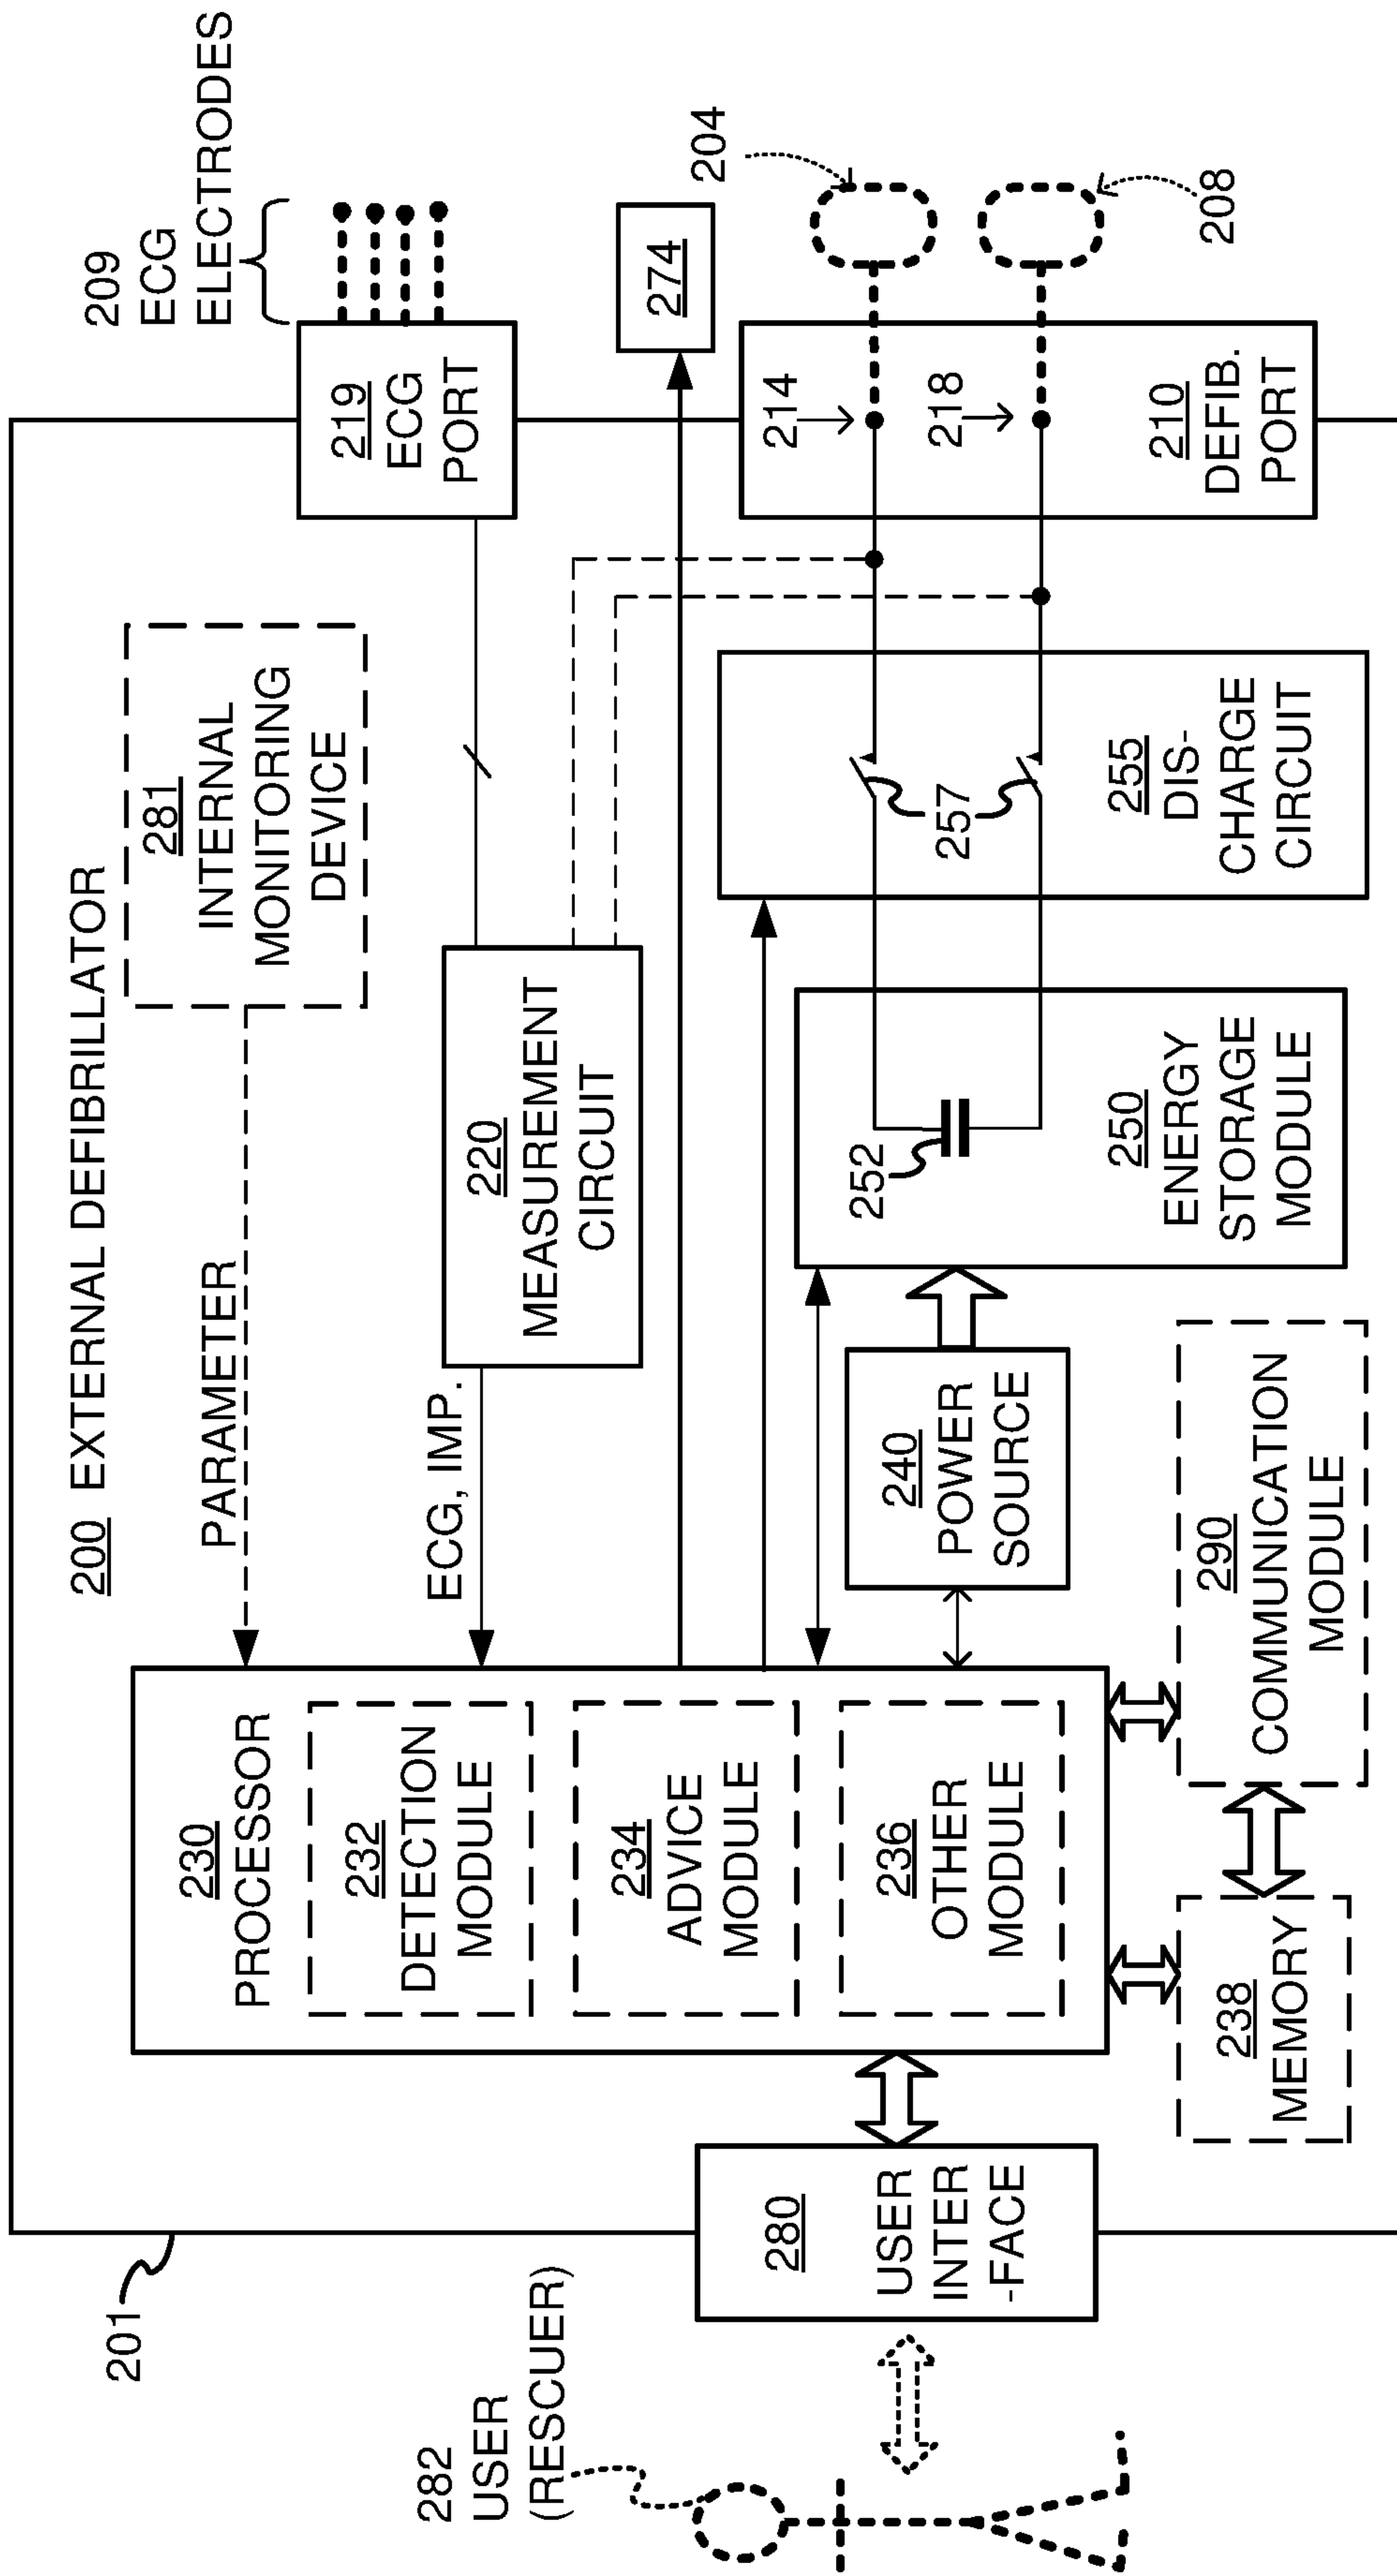 200 EXTERNAL DEFIBRILLATOR
201
282
USER
(RESCUER)
280
USER
INTER
-FACE
230
PROCESSOR
232
DETECTION
MODULE
234
ADVICE
MODULE
236
OTHER
MODULE
238
MEMORY
290
COMMUNICATION
MODULE
PARAMETER
281
INTERNAL
MONITORING
DEVICE
ECG, IMP.
220
MEASUREMENT
CIRCUIT
240
POWER
SOURCE
252
250
ENERGY
STORAGE
MODULE
257
255
DIS-
CHARGE
CIRCUIT
219
ECG
PORT
209
ECG
ELECTRODES
274
214
218
210
DEFIB.
PORT
204
208